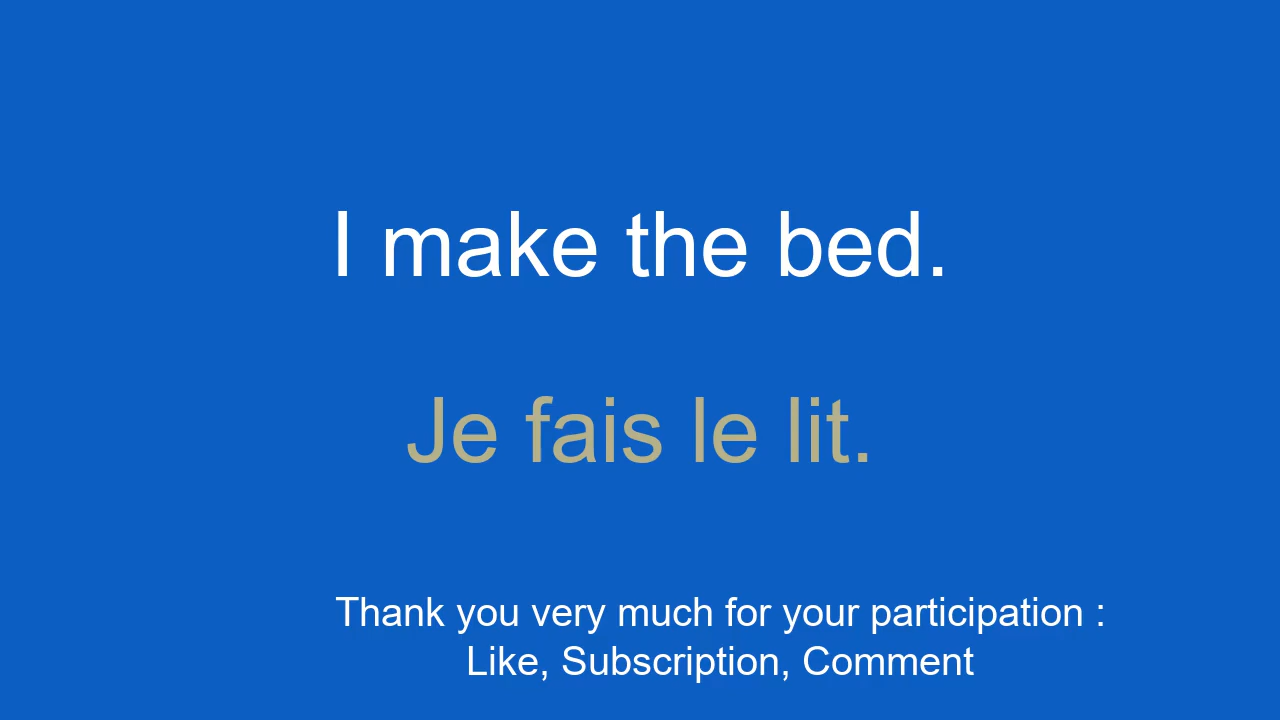 I make the bed.
Je fais le lit.
Thank you very much for your participation :
Like, Subscription, Comment